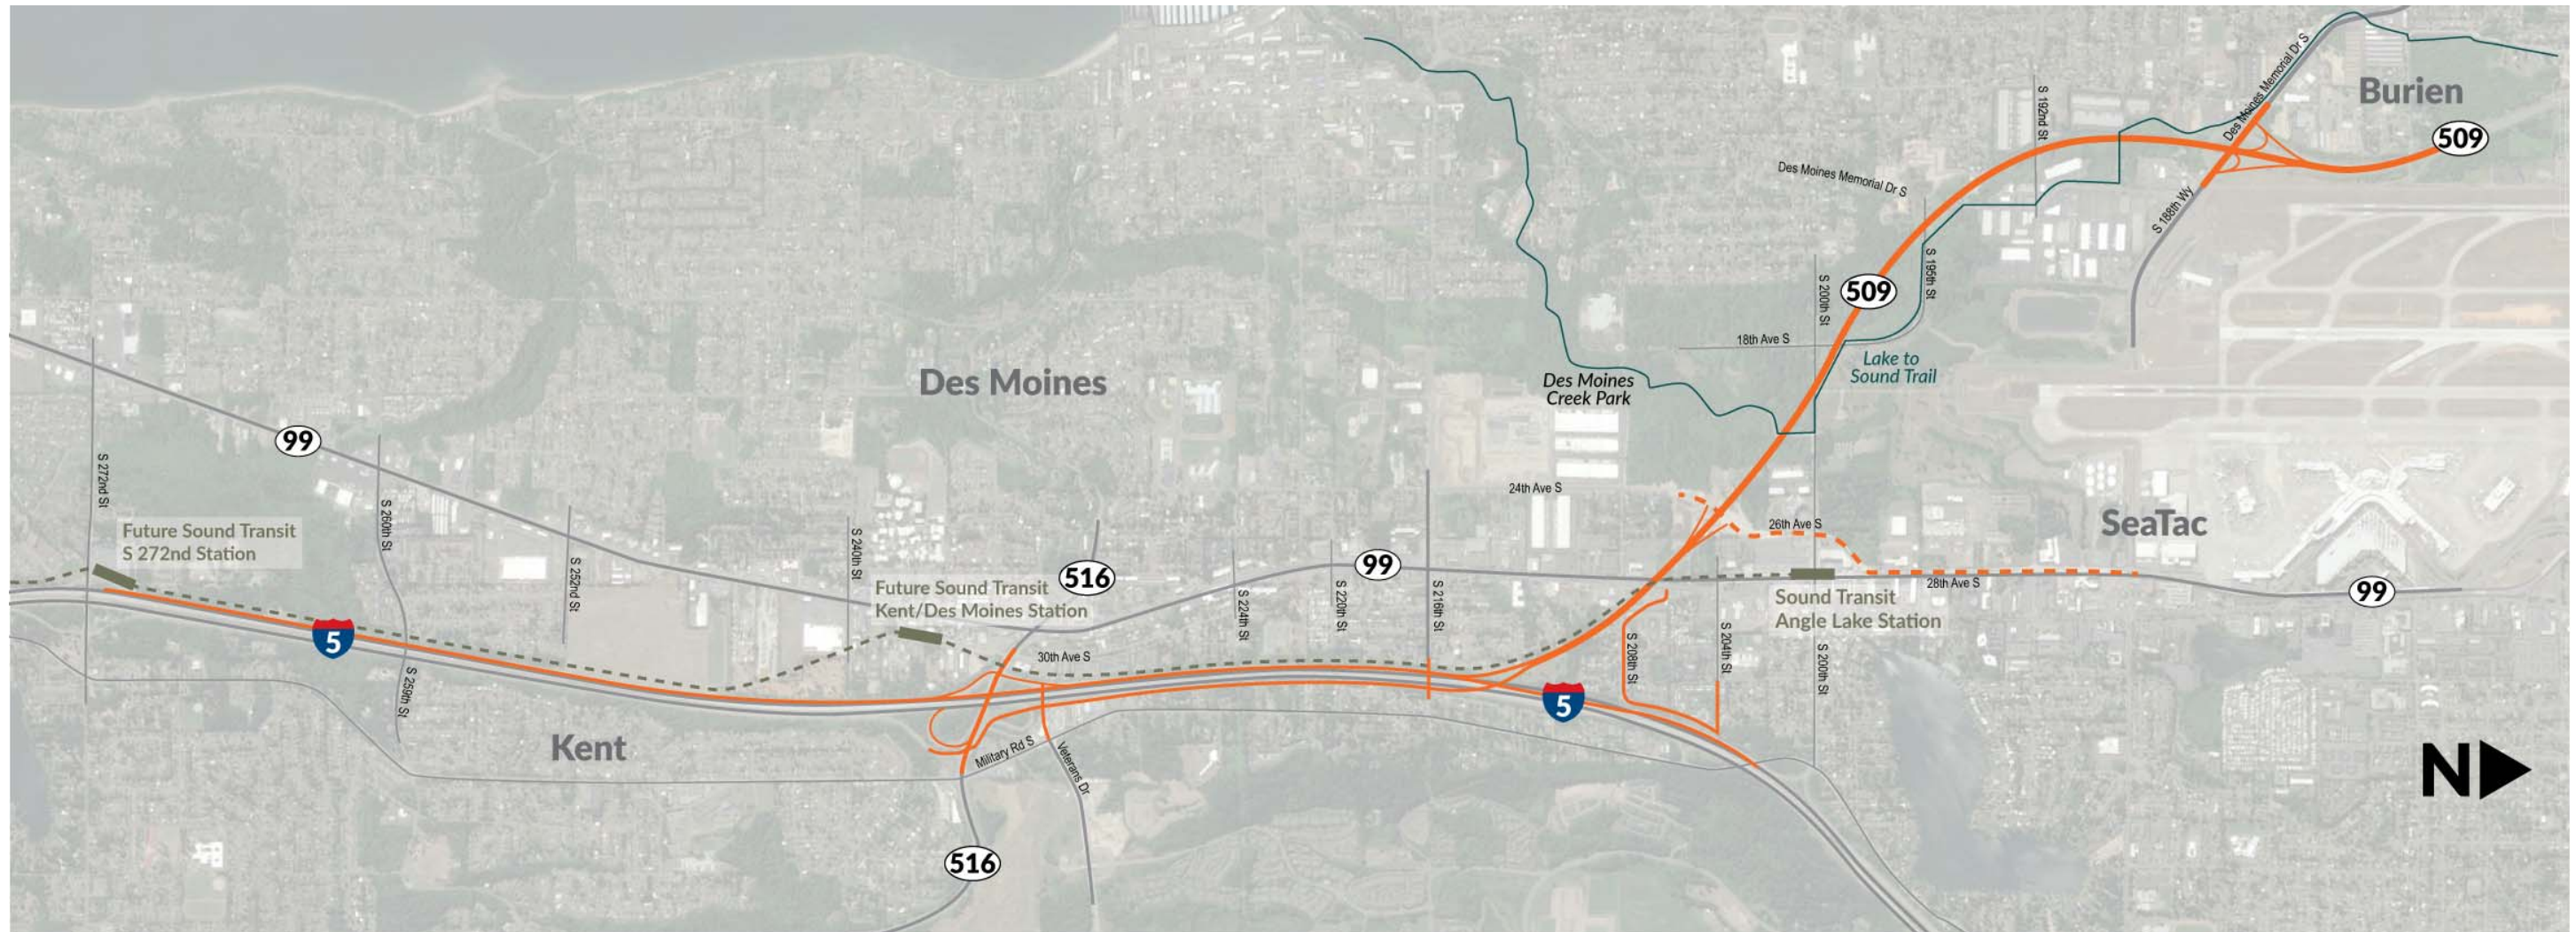 Burien
509
Des Moines Memorial Dr S
S 188th Wy
S 192nd St
Des Moines Memorial Dr S
S 195th St
509
S 200th St
18th Ave S
Lake to
Sound Trail
Des Moines
Creek Park
Des Moines
99
S 272nd St
Future Sound Transit
S 272nd Station
S 260th St
S 252nd St
S 240th St
Future Sound Transit
Kent/Des Moines Station
516
99
24th Ave S
26th Ave S
SeaTac
28th Ave S
99
Sound Transit
Angle Lake Station
S 224th St
S 220th St
S 216th St
S 208th St
S 204th St
S 200th St
30th Ave S
5
5
S 259th St
Kent
Military Rd S
Veterans Dr
516
N